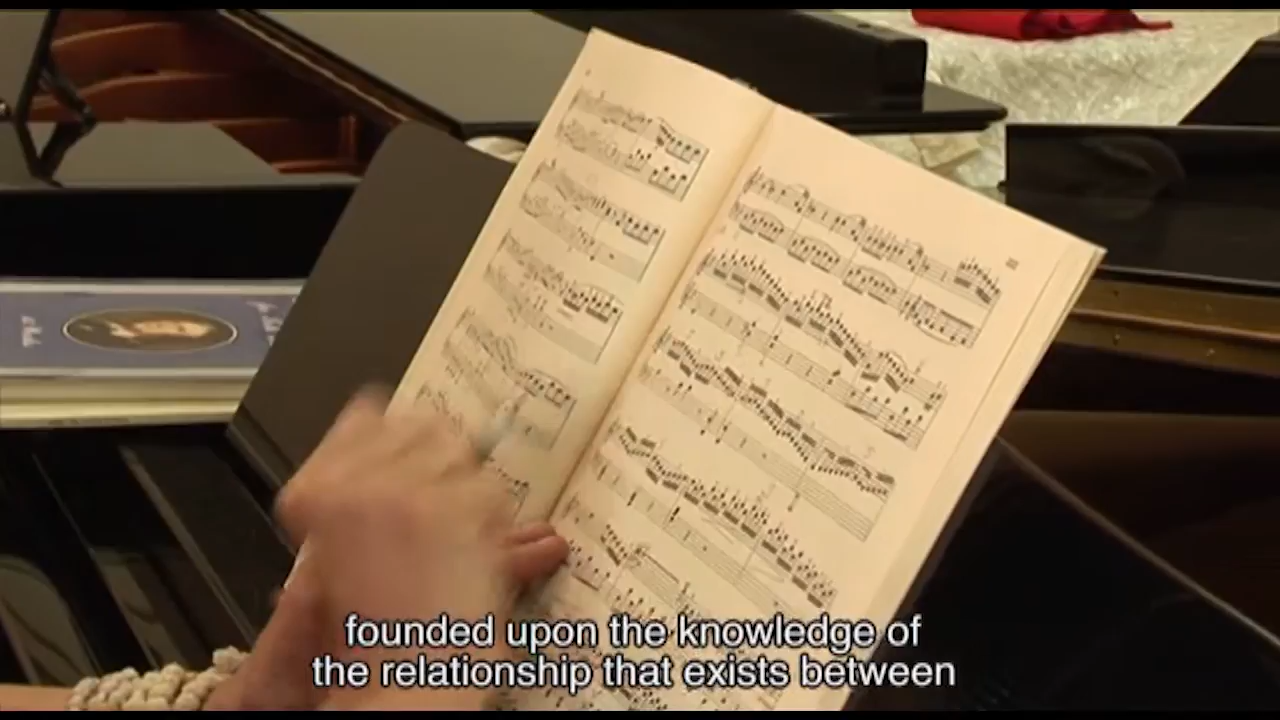 founded upon the knowledge of
the relationship that exists between